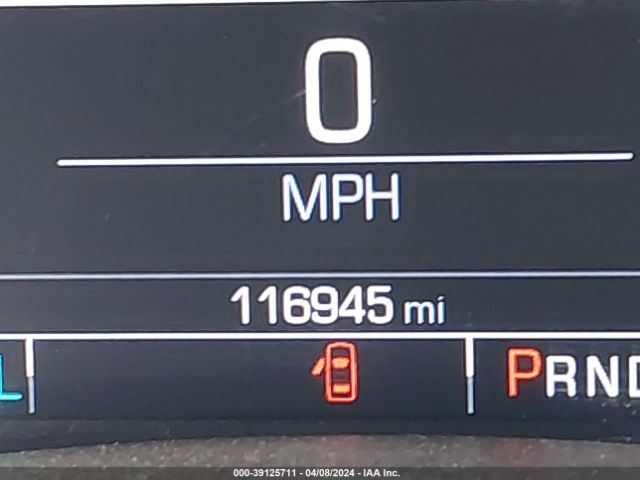 0
MPH
116945 mi
L PRND
000-39125711 - 04/08/2024 - IAA Inc.